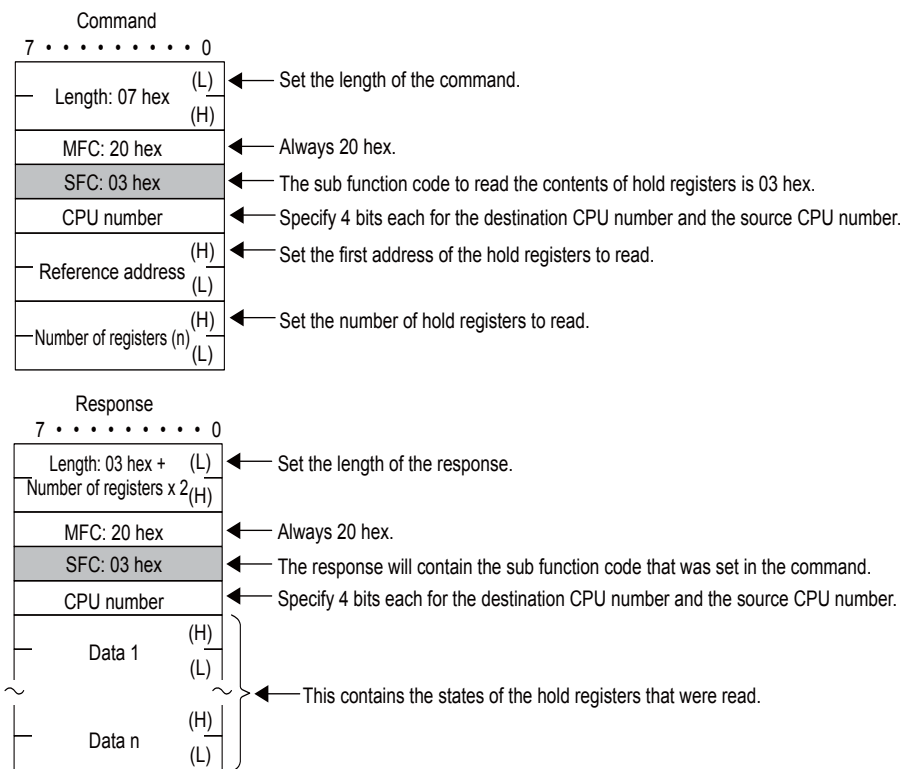 Command
7 • • • • • • • • • 0
Length: 07 hex (L)
(H)
Set the length of the command.
MFC: 20 hex
Always 20 hex.
SFC: 03 hex
The sub function code to read the contents of hold registers is 03 hex.
CPU number
Specify 4 bits each for the destination CPU number and the source CPU number.
Reference address (H)
(L)
Set the first address of the hold registers to read.
Number of registers (n) (H)
(L)
Set the number of hold registers to read.
Response
7 • • • • • • • • • 0
Length: 03 hex + (L)
Number of registers x 2 (H)
Set the length of the response.
MFC: 20 hex
Always 20 hex.
SFC: 03 hex
The response will contain the sub function code that was set in the command.
CPU number
Specify 4 bits each for the destination CPU number and the source CPU number.
Data 1 (H)
(L)
This contains the states of the hold registers that were read.
Data n (H)
(L)